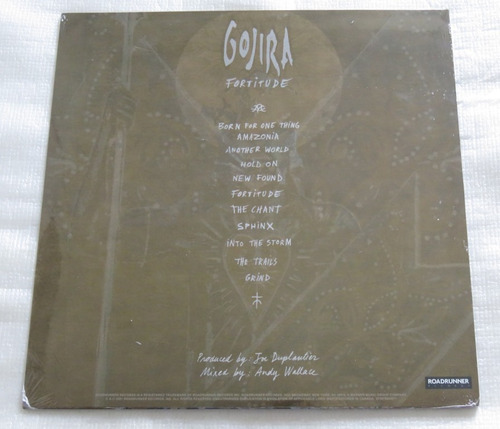 GOJIRA
FORTITUDE
BORN FOR ONE THING
AMAZONIA
ANOTHER WORLD
HOLD ON
NEW FOUND
FORTITUDE
THE CHANT
SPHINX
INTO THE STORM
THE TRAILS
GRIND
Produced by: Joe Duplantier
Mixed by: Andy Wallace
ROADRUNNER